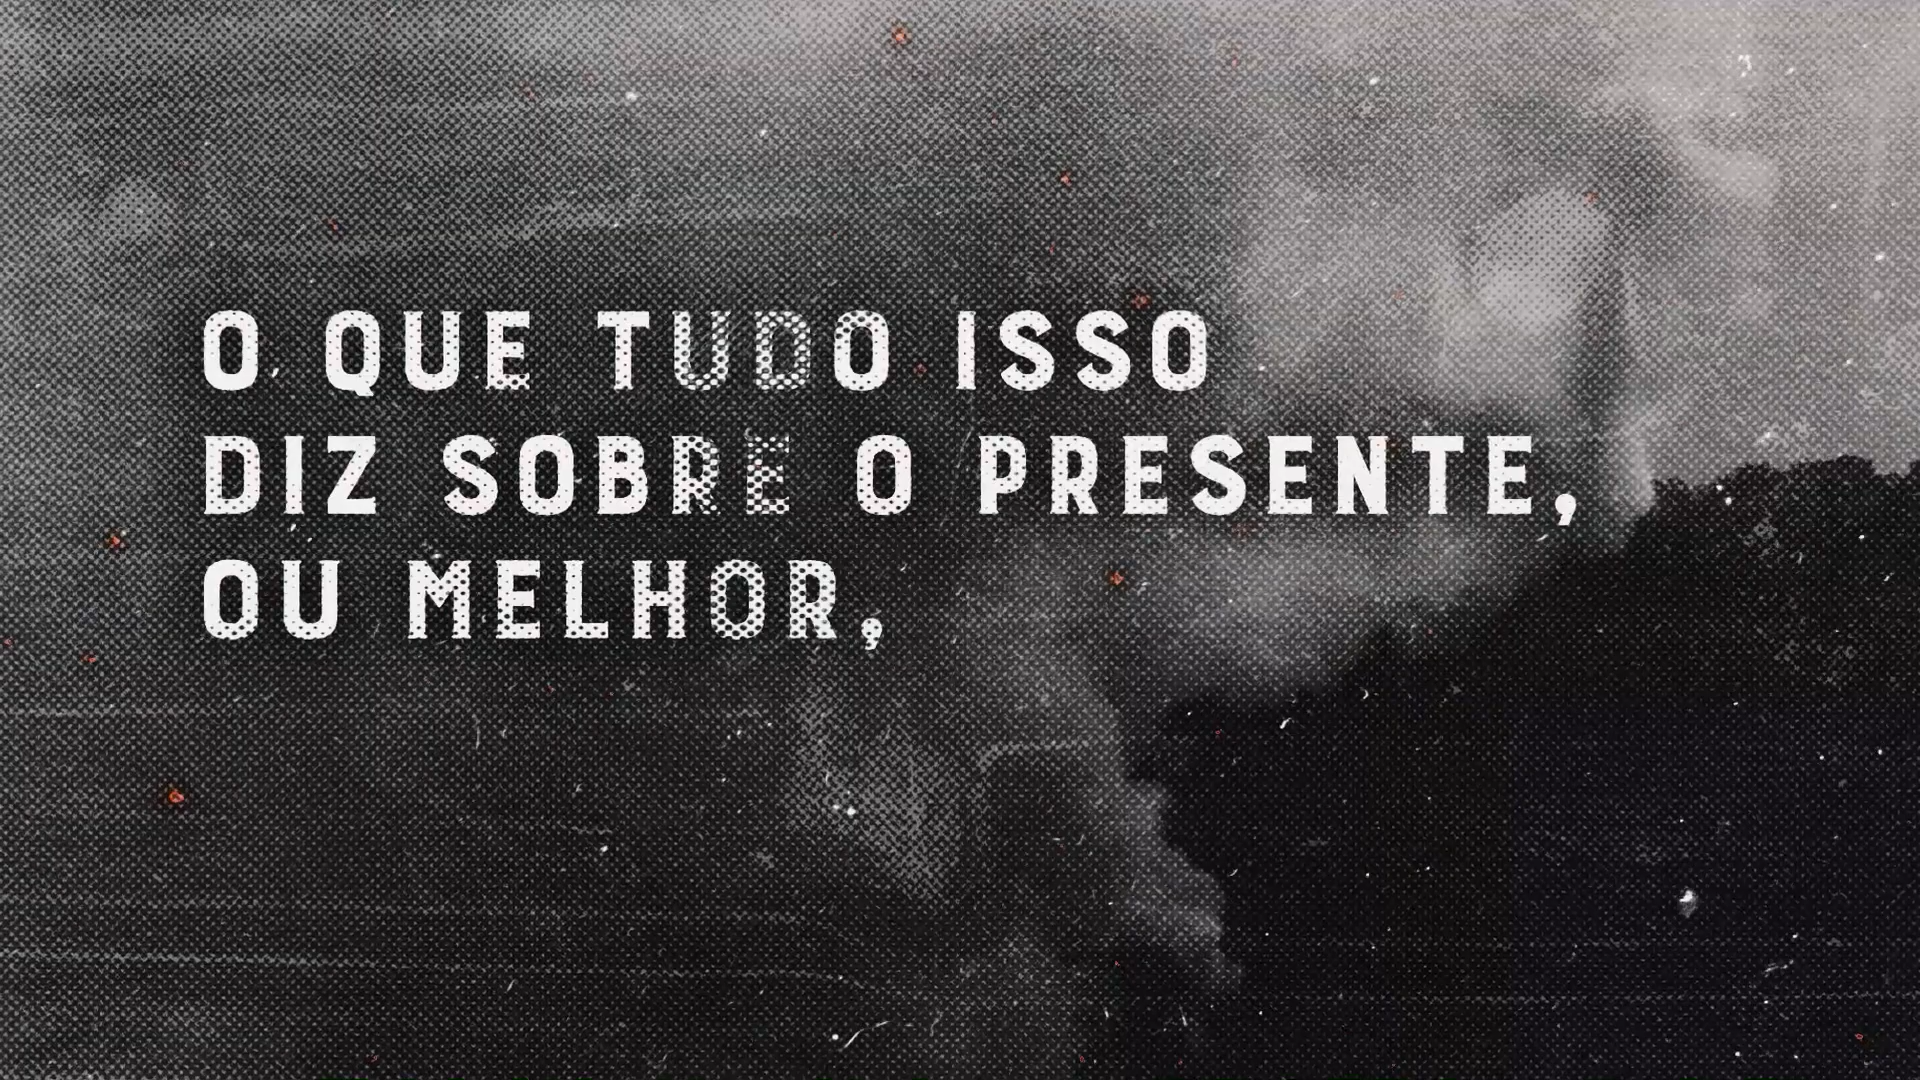 O QUE TUDO ISSO
DIZ SOBRE O PRESENTE,
OU MELHOR,